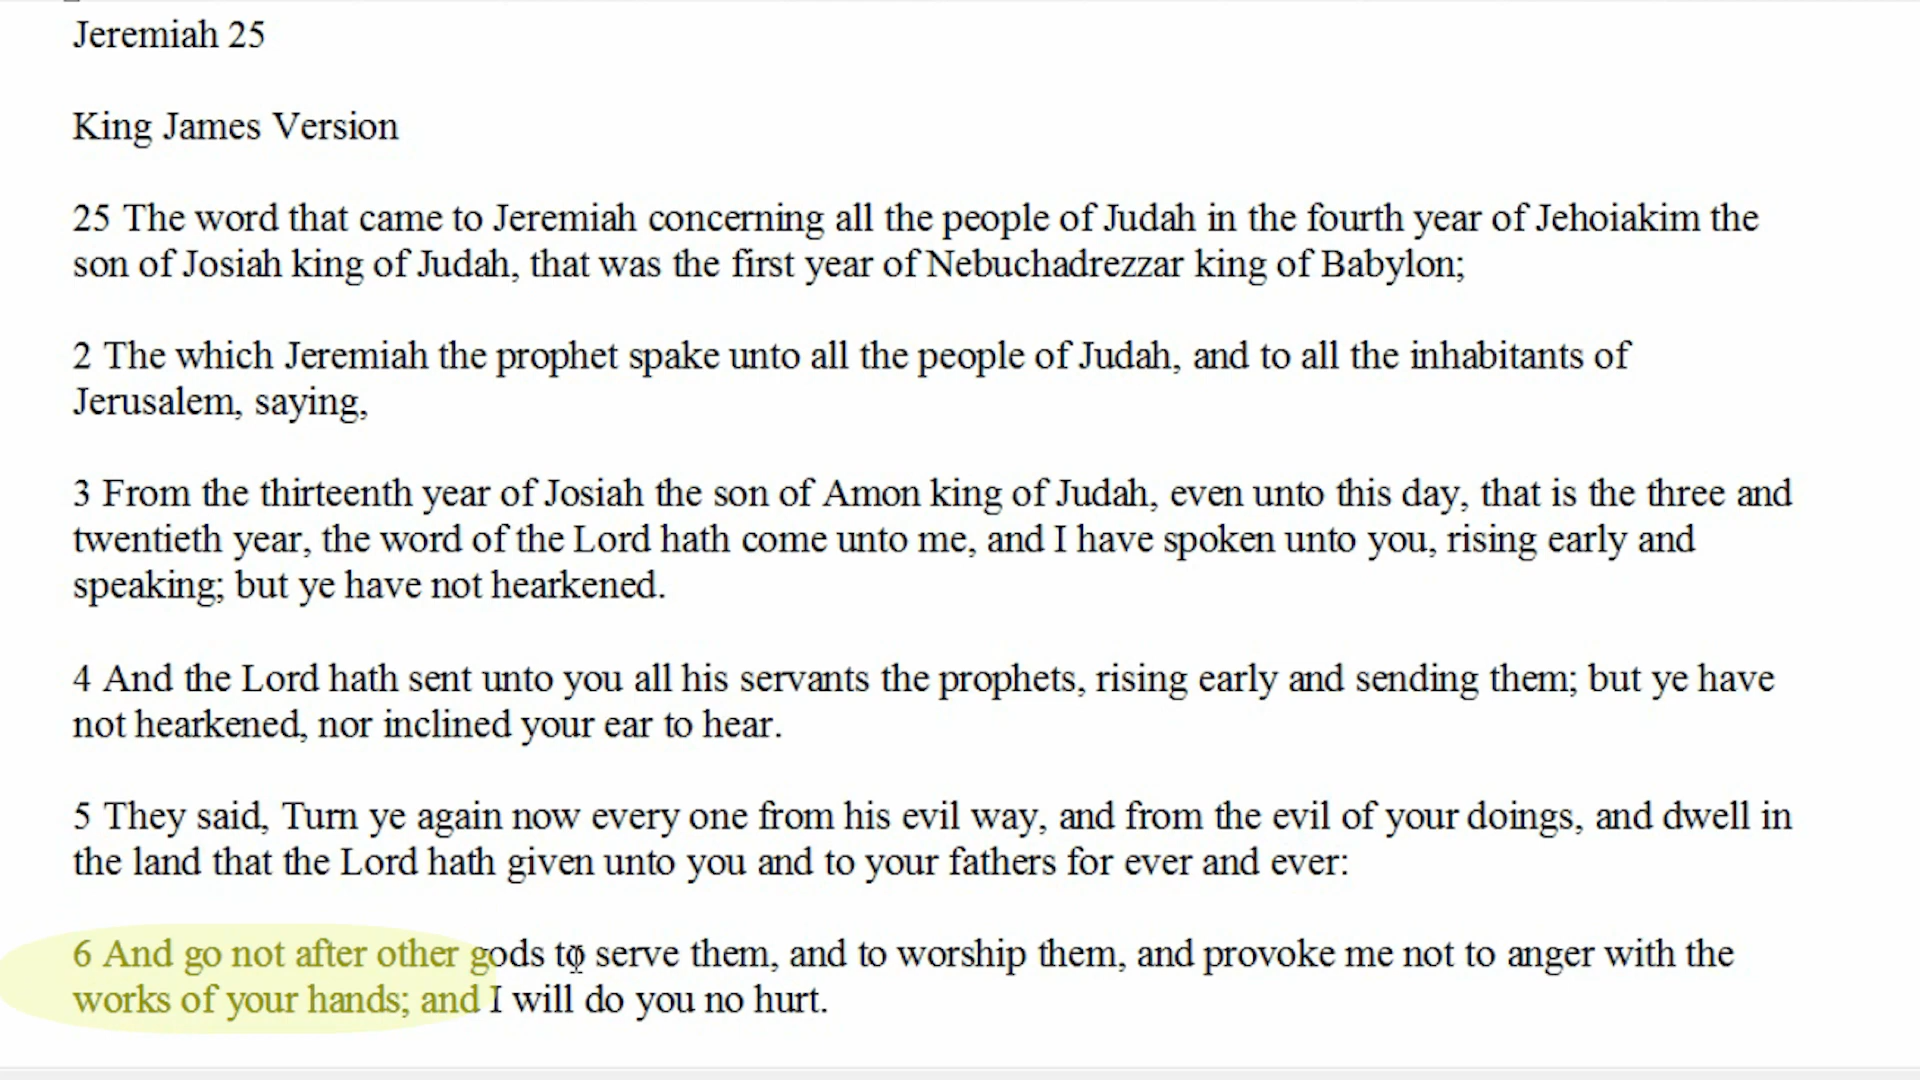 Jeremiah 25
King James Version
25 The word that came to Jeremiah concerning all the people of Judah in the fourth year of Jehoiakim the
son of Josiah king of Judah, that was the first year of Nebuchadrezzar king of Babylon;
2 The which Jeremiah the prophet spake unto all the people of Judah, and to all the inhabitants of
Jerusalem, saying,
3 From the thirteenth year of Josiah the son of Amon king of Judah, even unto this day, that is the three and
twentieth year, the word of the Lord hath come unto me, and I have spoken unto you, rising early and
speaking; but ye have not hearkened.
4 And the Lord hath sent unto you all his servants the prophets, rising early and sending them; but ye have
not hearkened, nor inclined your ear to hear.
5 They said, Turn ye again now every one from his evil way, and from the evil of your doings, and dwell in
the land that the Lord hath given unto you and to your fathers for ever and ever:
6 And go not after other gods to serve them, and to worship them, and provoke me not to anger with the
works of your hands; and I will do you no hurt.